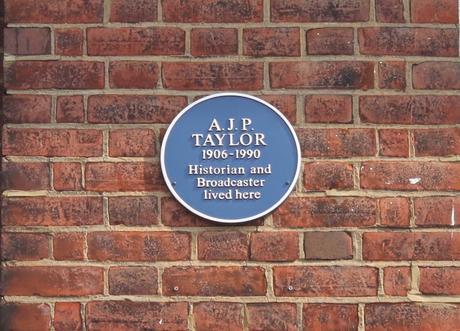 A.J.P.
TAYLOR
1906-1990
Historian and
Broadcaster
lived here